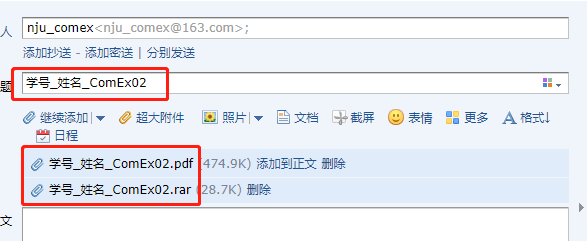 人 nju_comex<nju_comex@163.com>;
添加抄送 - 添加密送 | 分别发送
题 学号_姓名_ComEx02
继续添加 | 超大附件 照片 | 文档 截屏 表情 更多 A 格式↓
日程
学号_姓名_ComEx02.pdf (474.9K) 添加到正文 删除
学号_姓名_ComEx02.rar (28.7K) 删除
文